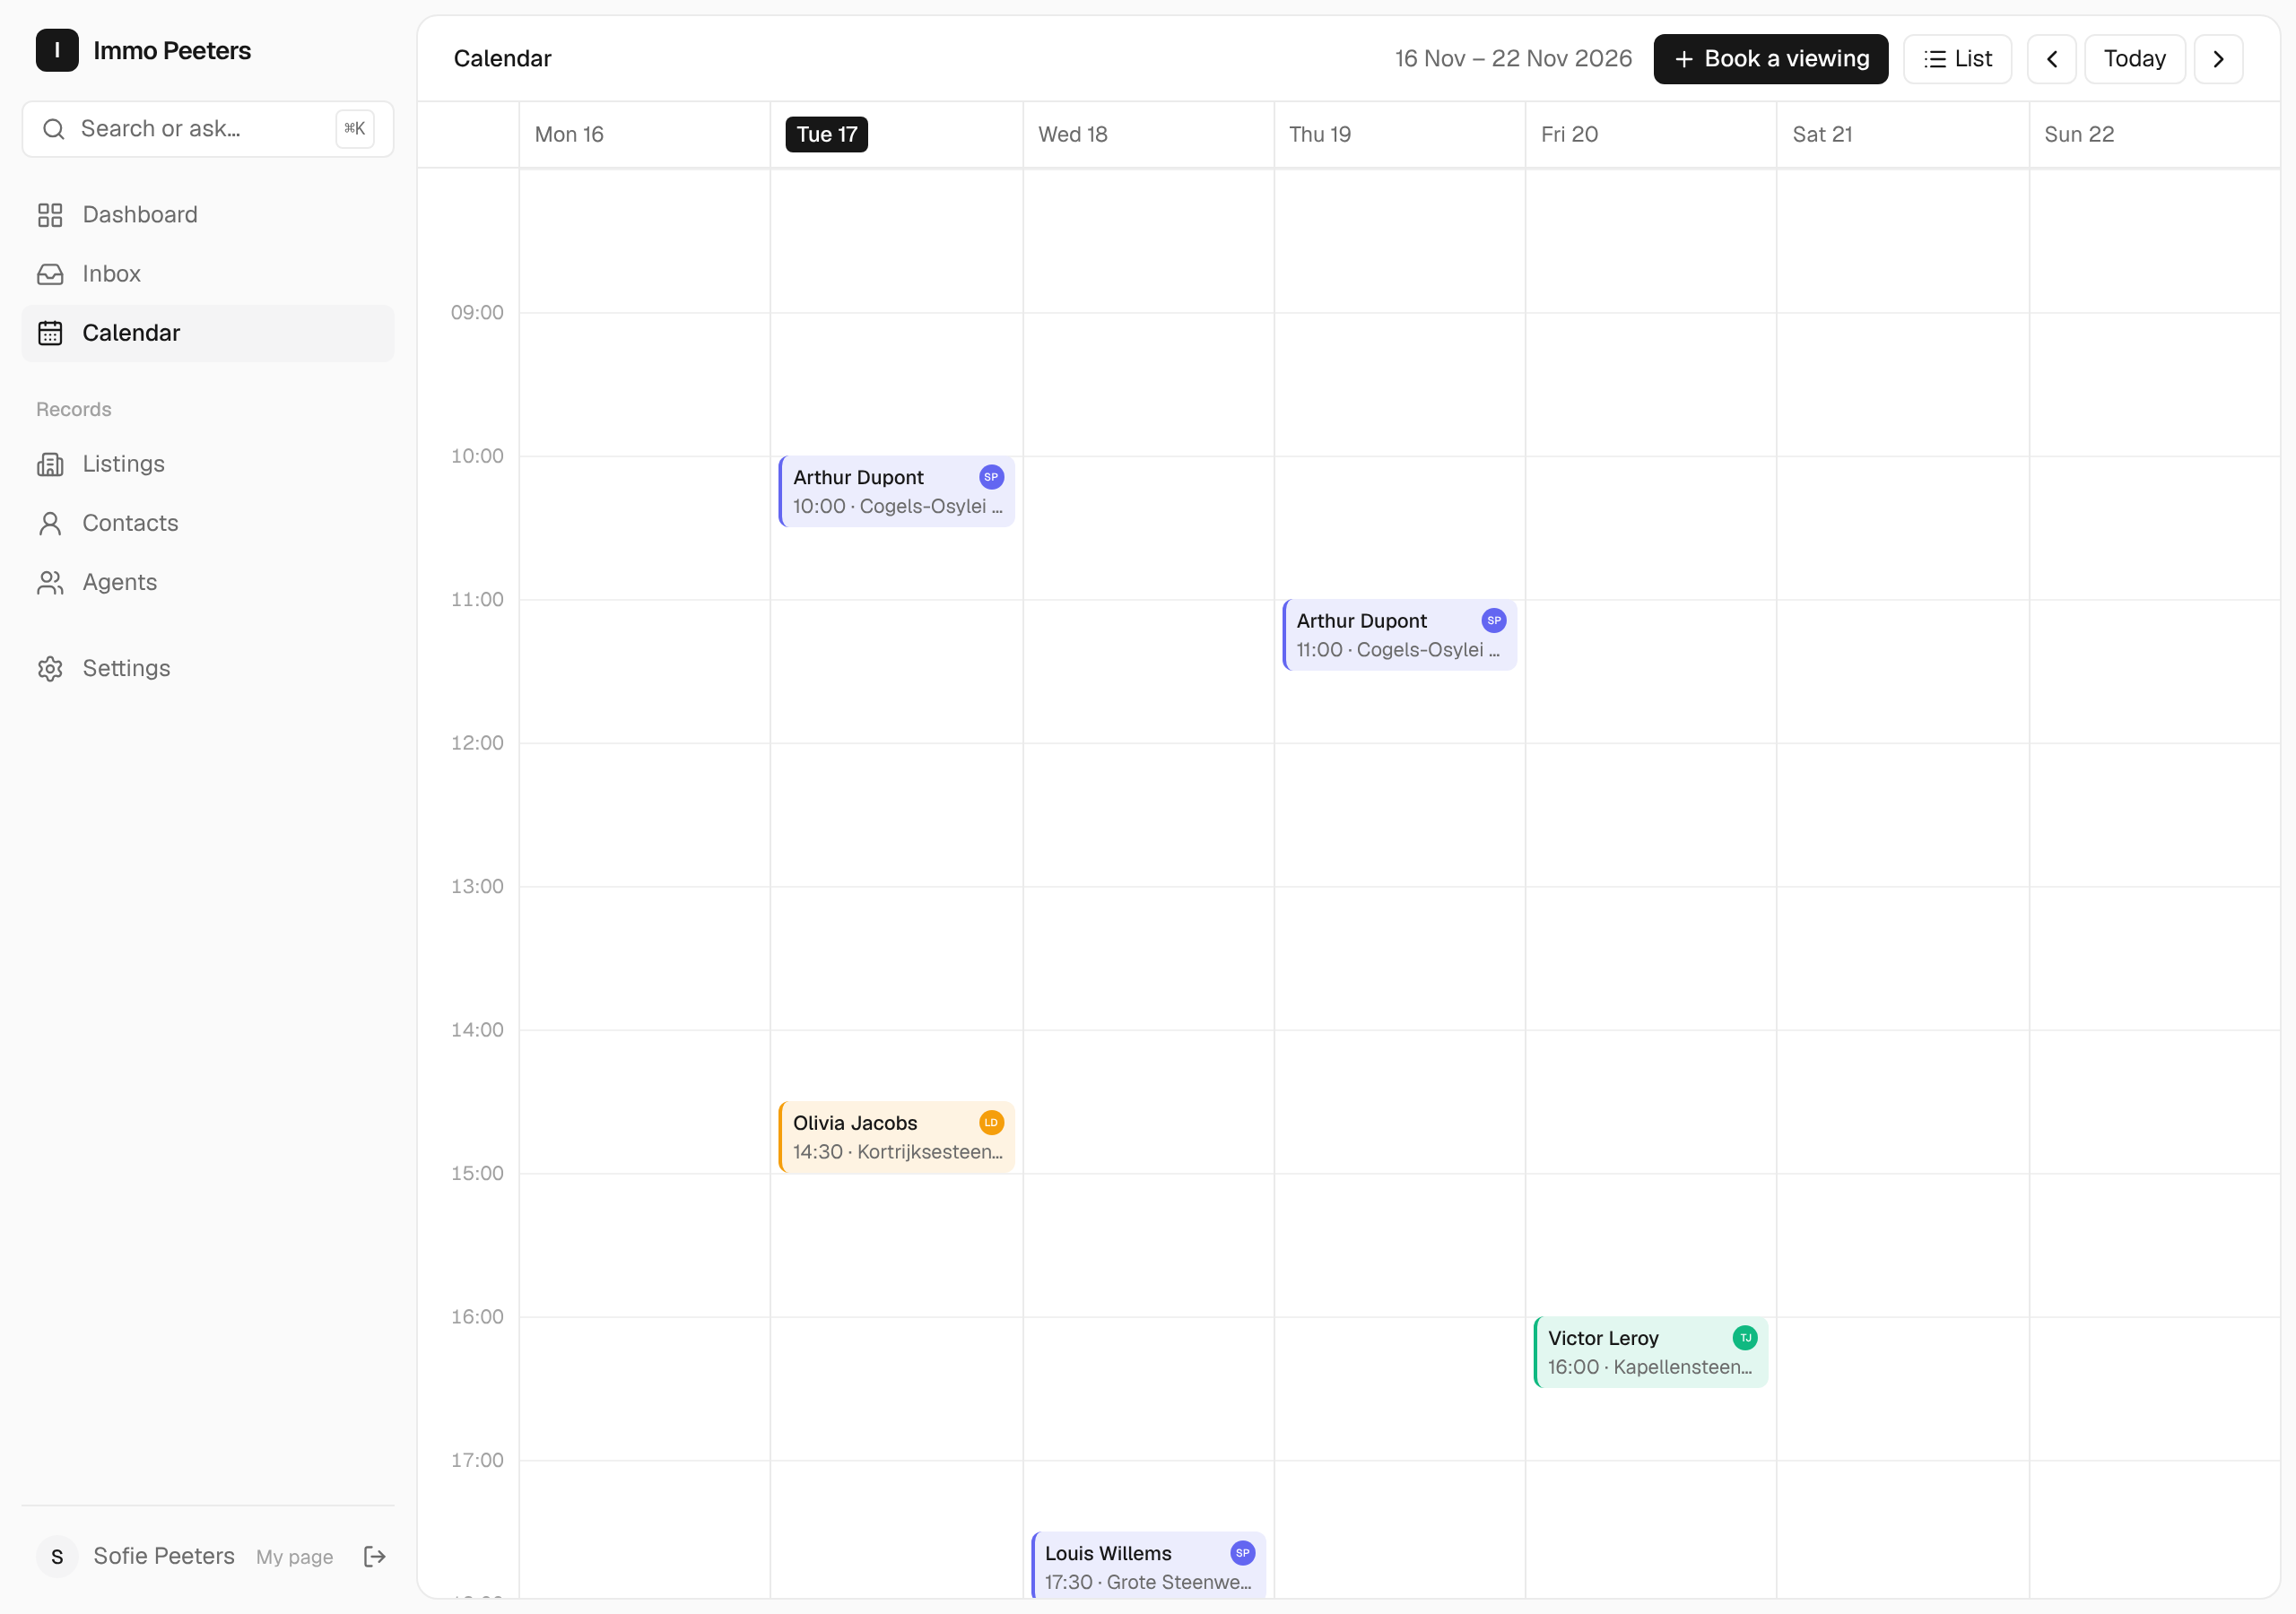 I Immo Peeters
Search or ask... ⌘K
Dashboard
Inbox
Calendar
Records
Listings
Contacts
Agents
Settings
S Sofie Peeters My page
Calendar 16 Nov – 22 Nov 2026 + Book a viewing List Today
Mon 16 Tue 17 Wed 18 Thu 19 Fri 20 Sat 21 Sun 22
09:00
10:00
Arthur Dupont SP
10:00 · Cogels-Osylei ...
11:00
Arthur Dupont SP
11:00 · Cogels-Osylei ...
12:00
13:00
14:00
Olivia Jacobs LD
14:30 · Kortrijksesteen...
15:00
16:00
Victor Leroy TJ
16:00 · Kapellensteen...
17:00
Louis Willems SP
17:30 · Grote Steenwe...